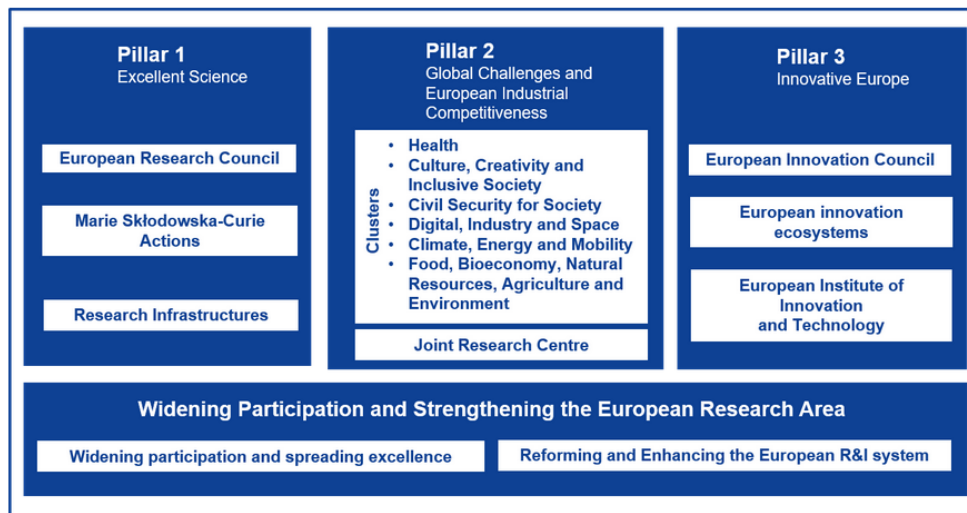 Pillar 1
Excellent Science
European Research Council
Marie Skłodowska-Curie
Actions
Research Infrastructures
Pillar 2
Global Challenges and
European Industrial
Competitiveness
Clusters
• Health
• Culture, Creativity and
Inclusive Society
• Civil Security for Society
• Digital, Industry and Space
• Climate, Energy and Mobility
• Food, Bioeconomy, Natural
Resources, Agriculture and
Environment
Joint Research Centre
Pillar 3
Innovative Europe
European Innovation Council
European innovation
ecosystems
European Institute of
Innovation
and Technology
Widening Participation and Strengthening the European Research Area
Widening participation and spreading excellence
Reforming and Enhancing the European R&I system